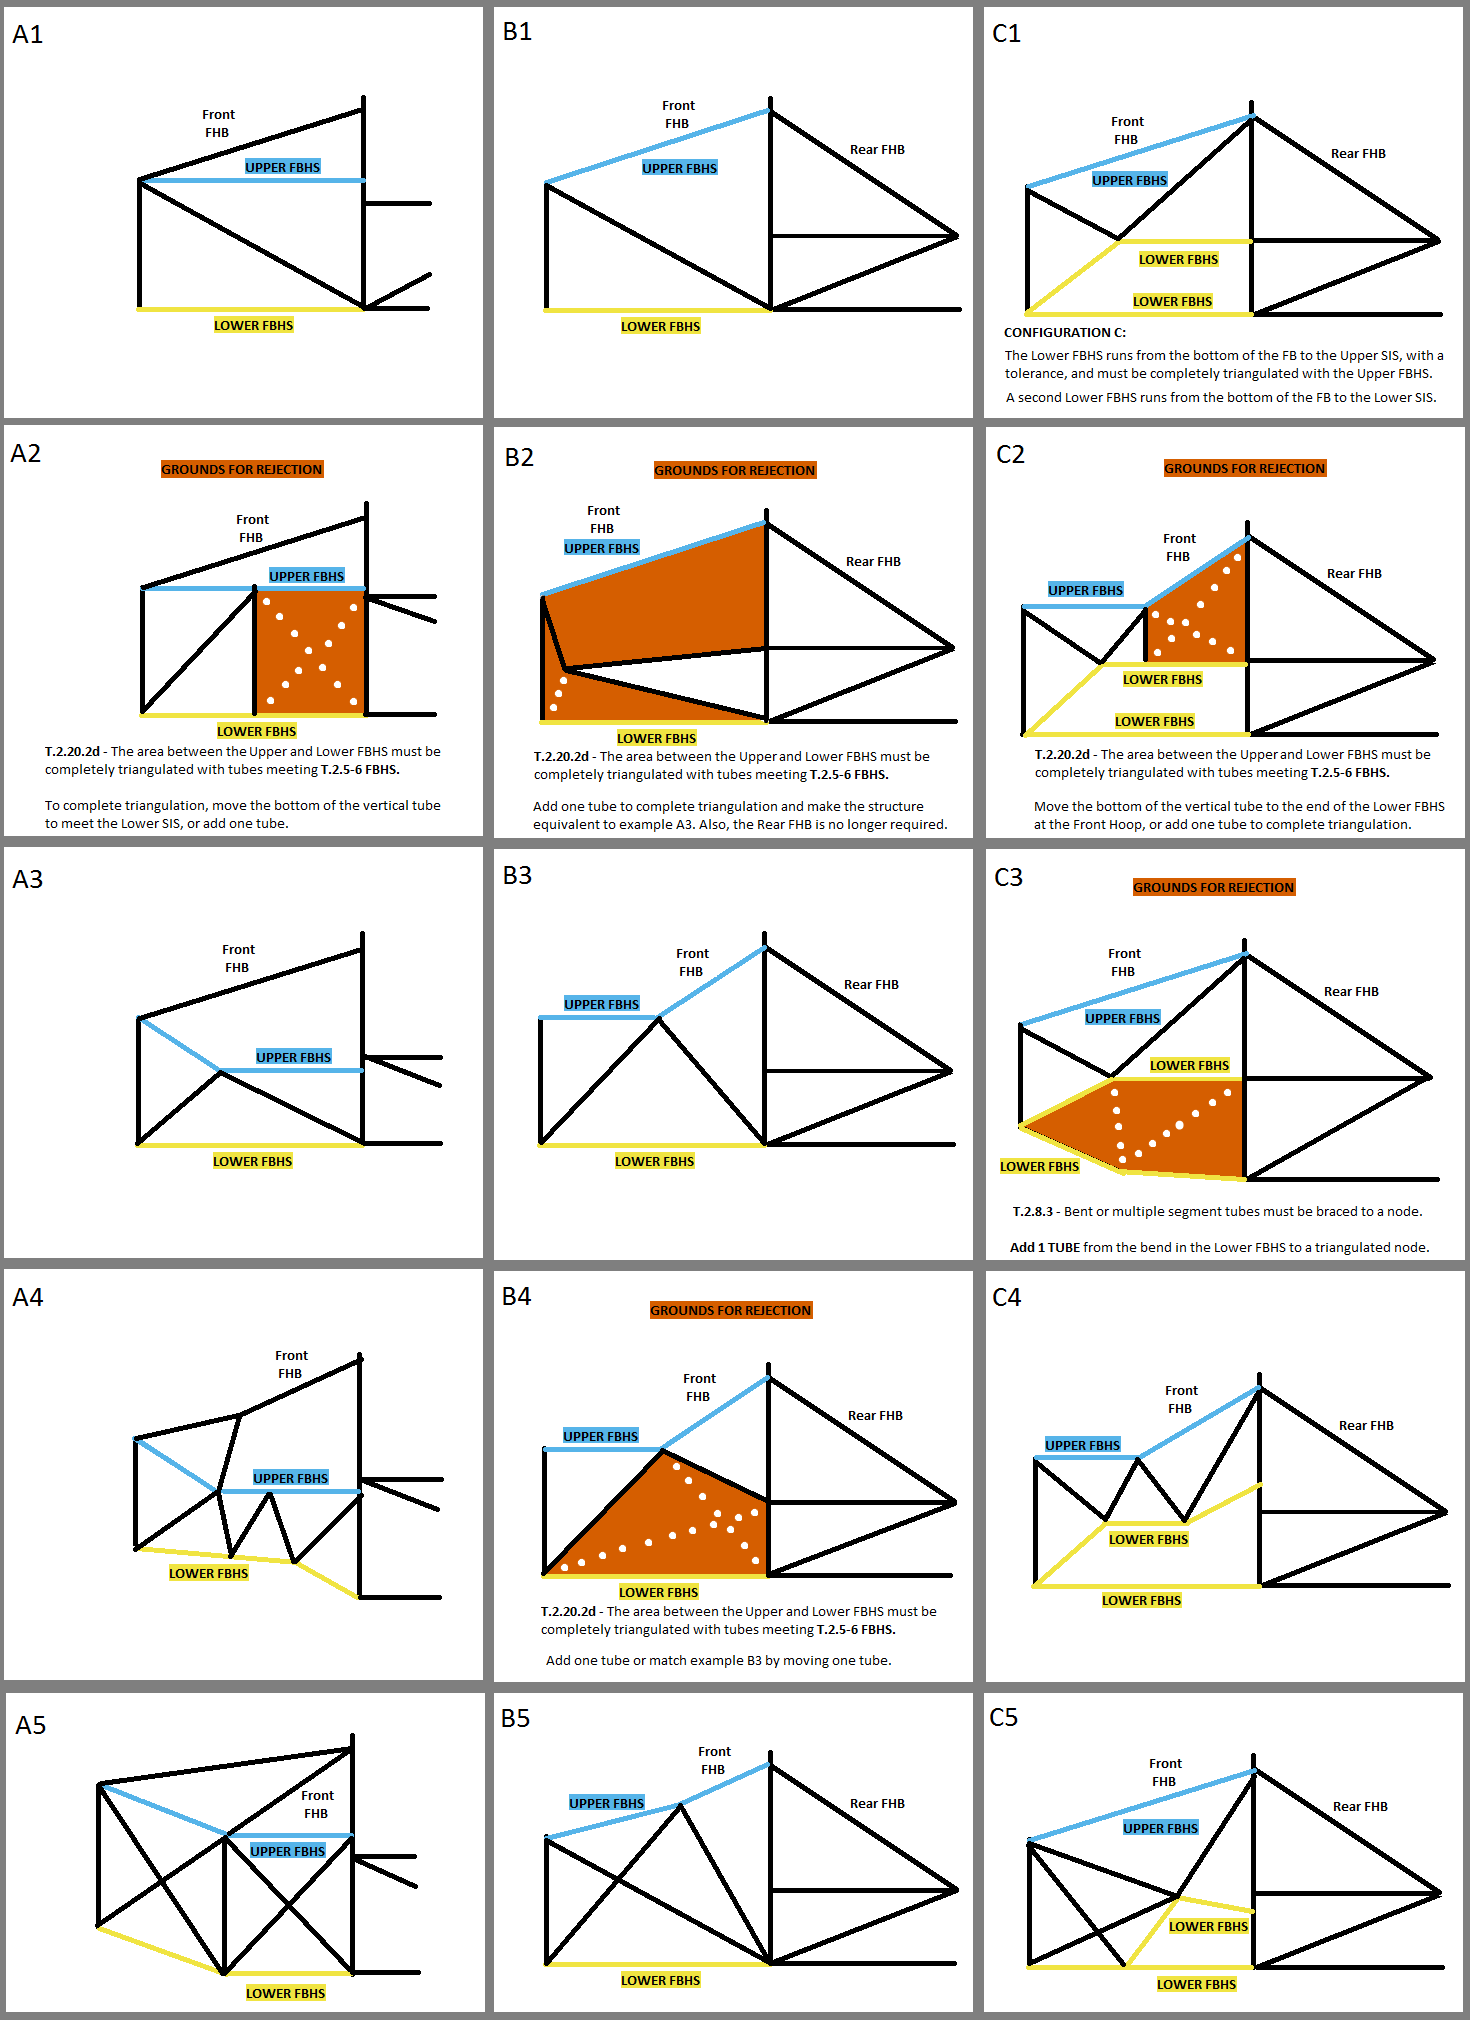 A1
Front
FHB
UPPER FBHS
LOWER FBHS
B1
Front
FHB
UPPER FBHS
Rear FHB
LOWER FBHS
C1
Front
FHB
UPPER FBHS
Rear FHB
LOWER FBHS
LOWER FBHS
CONFIGURATION C:
The Lower FBHS runs from the bottom of the FB to the Upper SIS, with a
tolerance, and must be completely triangulated with the Upper FBHS.
A second Lower FBHS runs from the bottom of the FB to the Lower SIS.
A2
GROUNDS FOR REJECTION
Front
FHB
UPPER FBHS
LOWER FBHS
T.2.20.2d - The area between the Upper and Lower FBHS must be
completely triangulated with tubes meeting T.2.5-6 FBHS.
To complete triangulation, move the bottom of the vertical tube
to meet the Lower SIS, or add one tube.
B2
GROUNDS FOR REJECTION
Front
FHB
UPPER FBHS
Rear FHB
LOWER FBHS
T.2.20.2d - The area between the Upper and Lower FBHS must be
completely triangulated with tubes meeting T.2.5-6 FBHS.
Add one tube to complete triangulation and make the structure
equivalent to example A3. Also, the Rear FHB is no longer required.
C2
GROUNDS FOR REJECTION
Front
FHB
UPPER FBHS
Rear FHB
LOWER FBHS
LOWER FBHS
T.2.20.2d - The area between the Upper and Lower FBHS must be
completely triangulated with tubes meeting T.2.5-6 FBHS.
Move the bottom of the vertical tube to the end of the Lower FBHS
at the Front Hoop, or add one tube to complete triangulation.
A3
Front
FHB
UPPER FBHS
LOWER FBHS
B3
Front
FHB
UPPER FBHS
Rear FHB
LOWER FBHS
C3
GROUNDS FOR REJECTION
Front
FHB
UPPER FBHS
Rear FHB
LOWER FBHS
LOWER FBHS
T.2.8.3 - Bent or multiple segment tubes must be braced to a node.
Add 1 TUBE from the bend in the Lower FBHS to a triangulated node.
A4
Front
FHB
UPPER FBHS
LOWER FBHS
B4
GROUNDS FOR REJECTION
Front
FHB
UPPER FBHS
Rear FHB
LOWER FBHS
T.2.20.2d - The area between the Upper and Lower FBHS must be
completely triangulated with tubes meeting T.2.5-6 FBHS.
Add one tube or match example B3 by moving one tube.
C4
Front
FHB
UPPER FBHS
Rear FHB
LOWER FBHS
LOWER FBHS
A5
Front
FHB
UPPER FBHS
LOWER FBHS
B5
Front
FHB
UPPER FBHS
Rear FHB
LOWER FBHS
C5
Front
FHB
UPPER FBHS
Rear FHB
LOWER FBHS
LOWER FBHS